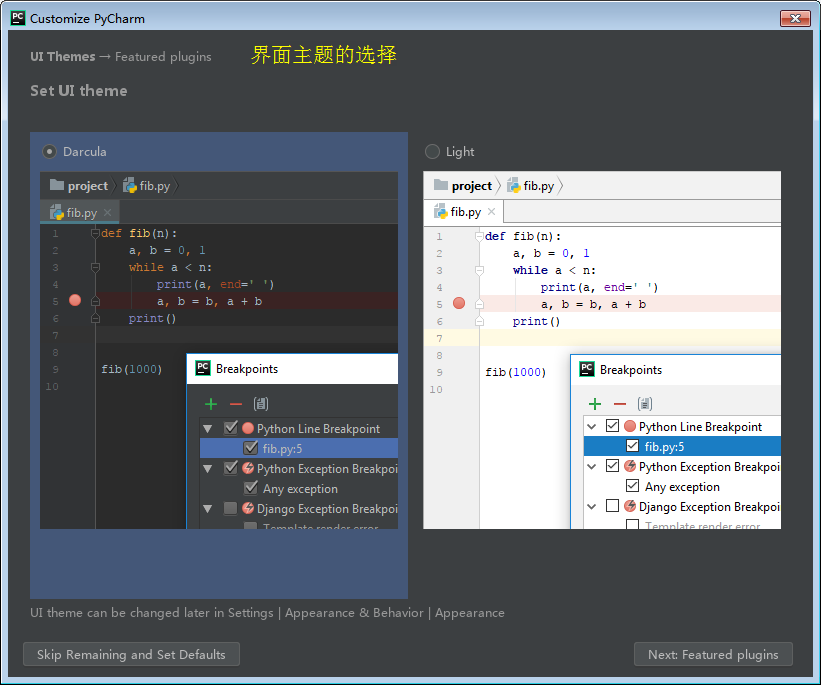 PC Customize PyCharm
UI Themes → Featured plugins
界面主题的选择
Set UI theme
Darcula
project fib.py
fib.py
1 def fib(n):
2 a, b = 0, 1
3 while a < n:
4 print(a, end=' ')
5 a, b = b, a + b
6 print()
7
8
9 fib(1000)
10
PC Breakpoints
Python Line Breakpoint
fib.py:5
Python Exception Breakpoi
Any exception
Django Exception Breakpoi
Template render error
Light
project fib.py
fib.py
1 def fib(n):
2 a, b = 0, 1
3 while a < n:
4 print(a, end=' ')
5 a, b = b, a + b
6 print()
7
8
9 fib(1000)
10
PC Breakpoints
Python Line Breakpoint
fib.py:5
Python Exception Breakpoi
Any exception
Django Exception Breakpoi
Template render error
UI theme can be changed later in Settings | Appearance & Behavior | Appearance
Skip Remaining and Set Defaults
Next: Featured plugins